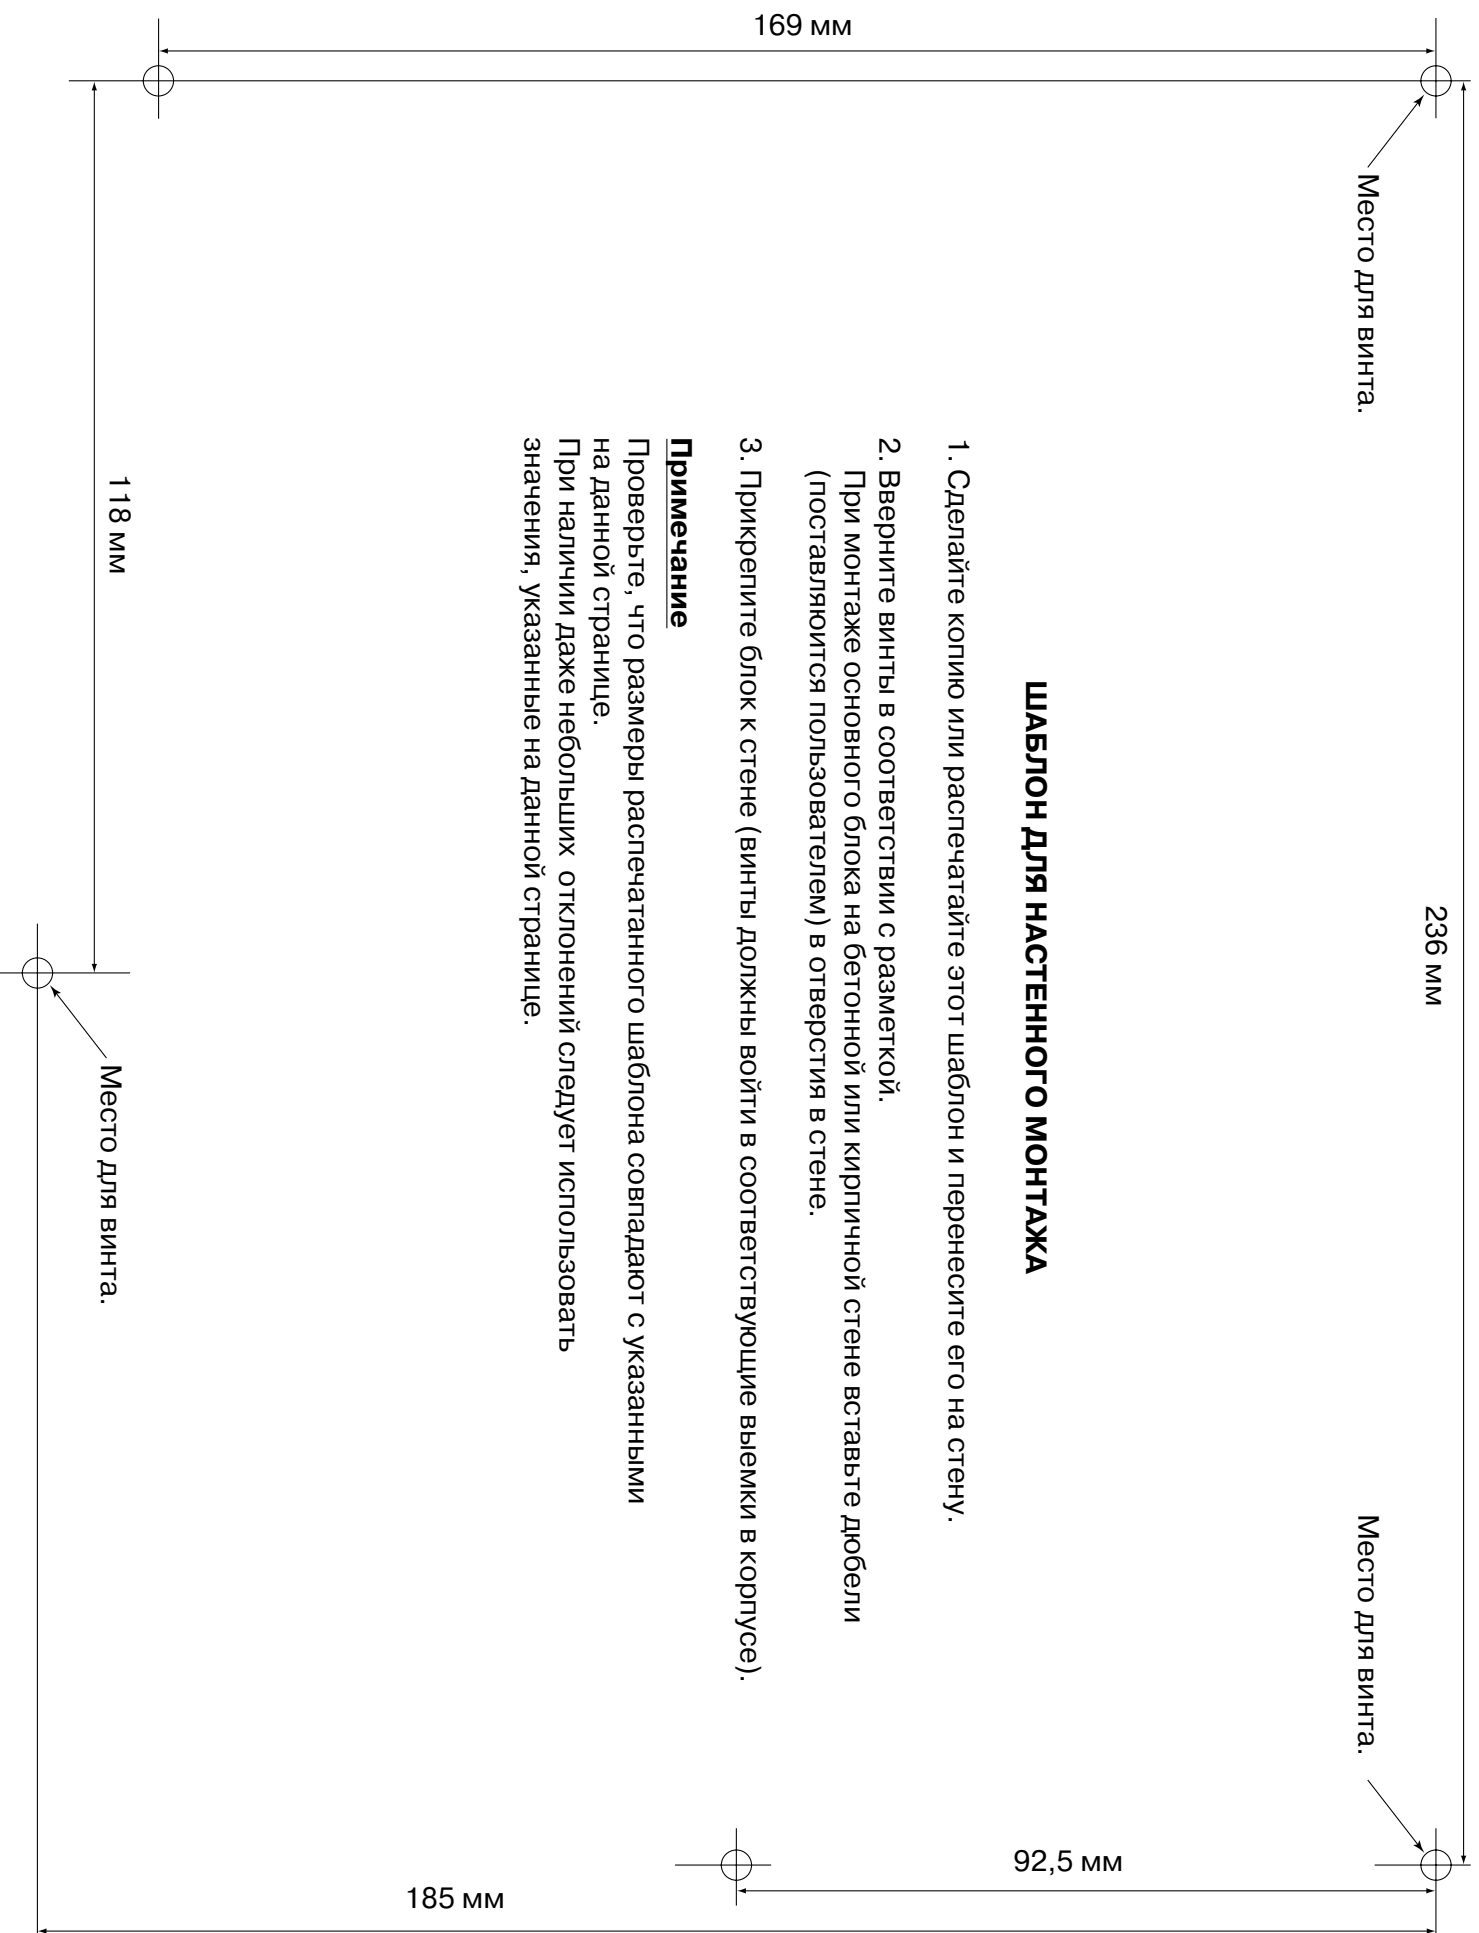 236 мм
Место для винта.
Место для винта.
169 мм
ШАБЛОН ДЛЯ НАСТЕННОГО МОНТАЖА
1. Сделайте копию или распечатайте этот шаблон и перенесите его на стену.
2. Вверните винты в соответствии с разметкой.
При монтаже основного блока на бетонной или кирпичной стене вставьте дюбели
(поставляюится пользователем) в отверстия в стене.
3. Прикрепите блок к стене (винты должны войти в соответствующие выемки в корпусе).
Примечание
Проверьте, что размеры распечатанного шаблона совпадают с указанными
на данной странице.
При наличии даже небольших отклонений следует использовать
значения, указанные на данной странице.
92,5 мм
185 мм
118 мм
Место для винта.